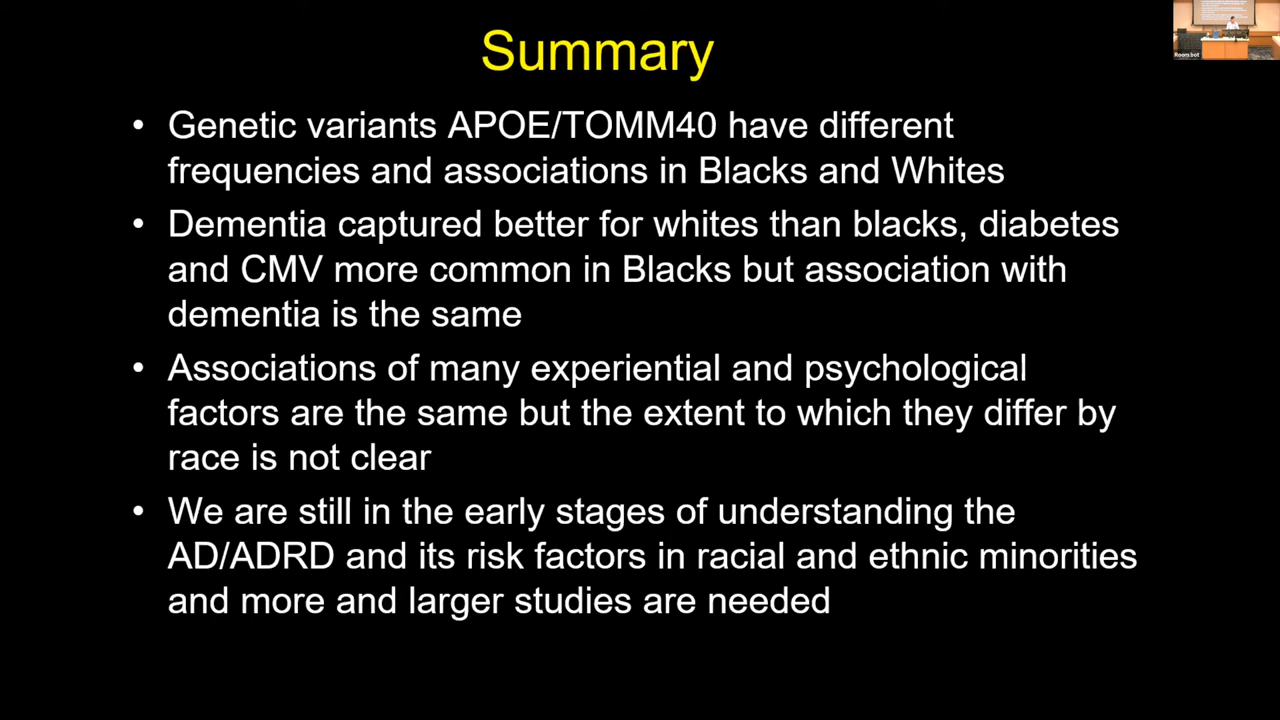 Summary
• Genetic variants APOE/TOMM40 have different
frequencies and associations in Blacks and Whites
• Dementia captured better for whites than blacks, diabetes
and CMV more common in Blacks but association with
dementia is the same
• Associations of many experiential and psychological
factors are the same but the extent to which they differ by
race is not clear
• We are still in the early stages of understanding the
AD/ADRD and its risk factors in racial and ethnic minorities
and more and larger studies are needed